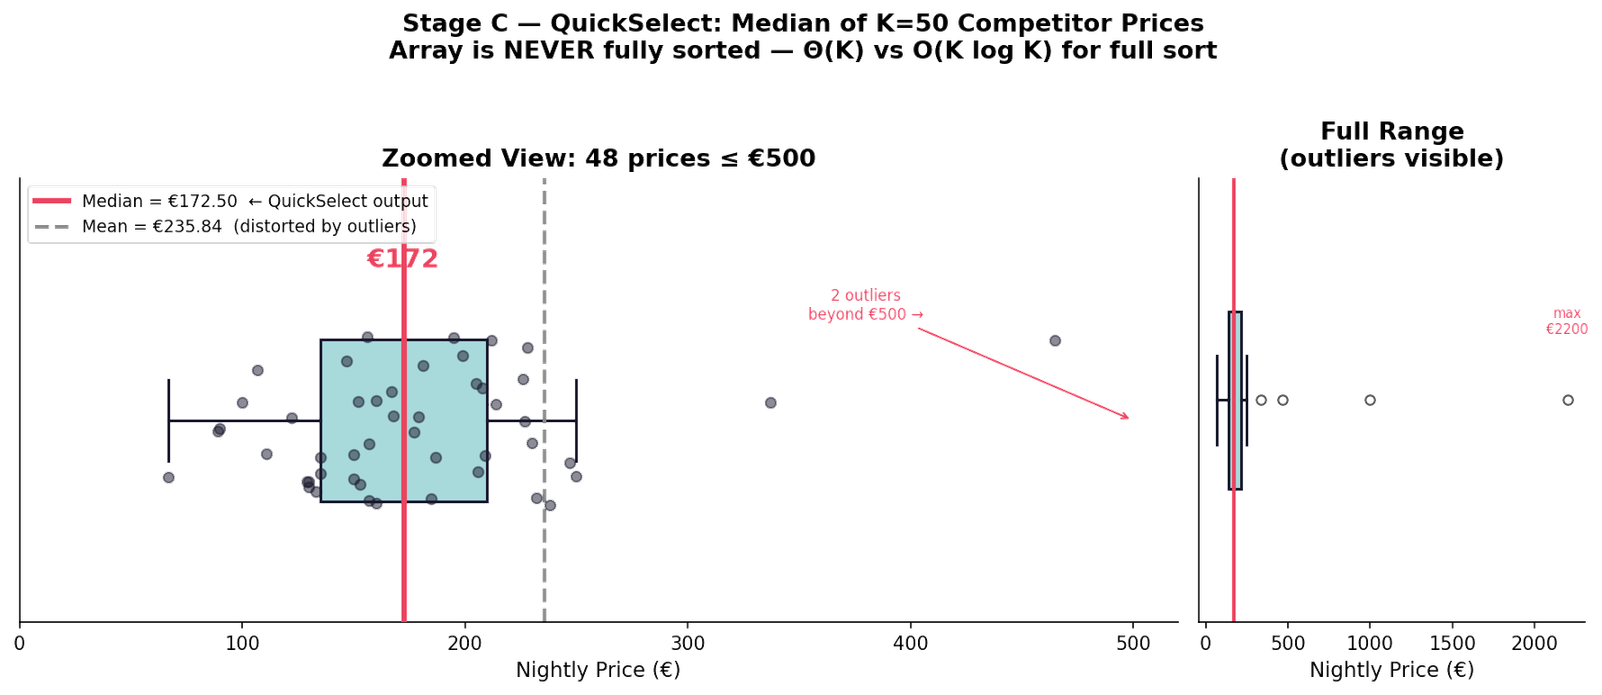 Stage C — QuickSelect: Median of K=50 Competitor Prices
Array is NEVER fully sorted — Θ(K) vs O(K log K) for full sort
Zoomed View: 48 prices ≤ €500
Median = €172.50 ← QuickSelect output
Mean = €235.84 (distorted by outliers)
€172
2 outliers
beyond €500 →
0 100 200 300 400 500
Nightly Price (€)
Full Range
(outliers visible)
max
€2200
0 500 1000 1500 2000
Nightly Price (€)